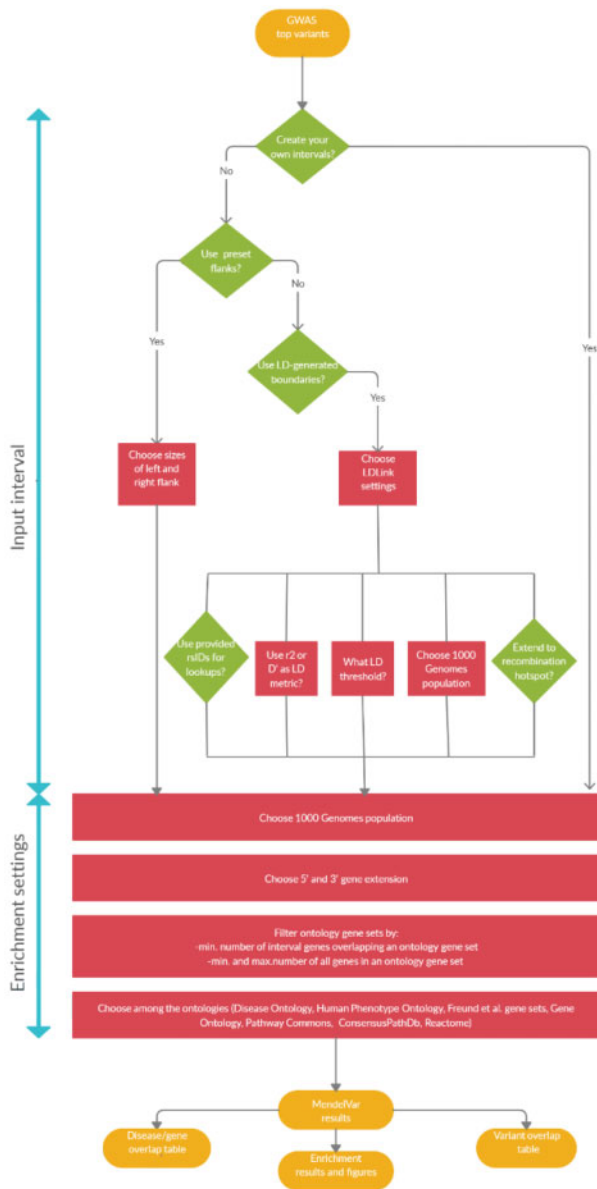 GWAS
top variants
Create your
own intervals?
No
Use preset
flanks?
No
Yes
Yes
Use LD-generated
boundaries?
Yes
Choose sizes
of left and
right flank
Choose
LDLink
settings
Input interval
Use provided
rsIDs for
lookups?
Use r2 or
D' as LD
metric?
What LD
threshold?
Choose 1000
Genomes
population
Extend to
recombination
hotspot?
Enrichment settings
Choose 1000 Genomes population
Choose 5' and 3' gene extension
Filter ontology gene sets by:
-min. number of interval genes overlapping an ontology gene set
-min. and max.number of all genes in an ontology gene set
Choose among the ontologies (Disease Ontology, Human Phenotype Ontology, Freund et al. gene sets, Gene
Ontology, Pathway Commons, ConsensusPathDb, Reactome)
MendelVar
results
Disease/gene
overlap table
Enrichment
results and figures
Variant overlap
table